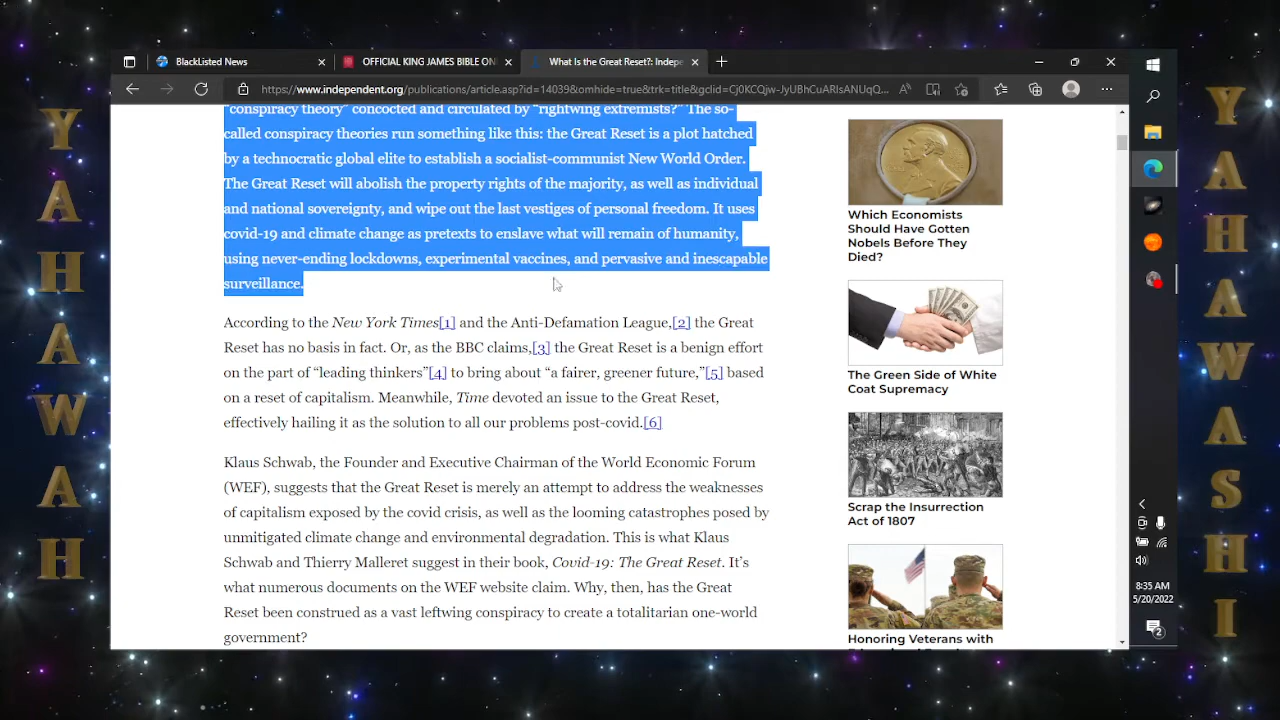 BlackListed News
OFFICIAL KING JAMES BIBLE ON
What Is the Great Reset?: Indepe
https://www.independent.org/publications/article.asp?id=14039&omhide=true&trk=title&gclid=Cj0KCQjw-JyUBhCuARIsANUqQ...
"conspiracy theory" concocted and circulated by "rightwing extremists?" The so-
called conspiracy theories run something like this: the Great Reset is a plot hatched
by a technocratic global elite to establish a socialist-communist New World Order.
The Great Reset will abolish the property rights of the majority, as well as individual
and national sovereignty, and wipe out the last vestiges of personal freedom. It uses
covid-19 and climate change as pretexts to enslave what will remain of humanity,
using never-ending lockdowns, experimental vaccines, and pervasive and inescapable
surveillance.
According to the New York Times[1] and the Anti-Defamation League,[2] the Great
Reset has no basis in fact. Or, as the BBC claims,[3] the Great Reset is a benign effort
on the part of “leading thinkers”[4] to bring about “a fairer, greener future,”[5] based
on a reset of capitalism. Meanwhile, Time devoted an issue to the Great Reset,
effectively hailing it as the solution to all our problems post-covid.[6]
Klaus Schwab, the Founder and Executive Chairman of the World Economic Forum
(WEF), suggests that the Great Reset is merely an attempt to address the weaknesses
of capitalism exposed by the covid crisis, as well as the looming catastrophes posed by
unmitigated climate change and environmental degradation. This is what Klaus
Schwab and Thierry Malleret suggest in their book, Covid-19: The Great Reset. It’s
what numerous documents on the WEF website claim. Why, then, has the Great
Reset been construed as a vast leftwing conspiracy to create a totalitarian one-world
government?
Which Economists
Should Have Gotten
Nobels Before They
Died?
The Green Side of White
Coat Supremacy
Scrap the Insurrection
Act of 1807
Honoring Veterans with
8:35 AM
5/20/2022
2
YAHAWAH
YAHAWASHI